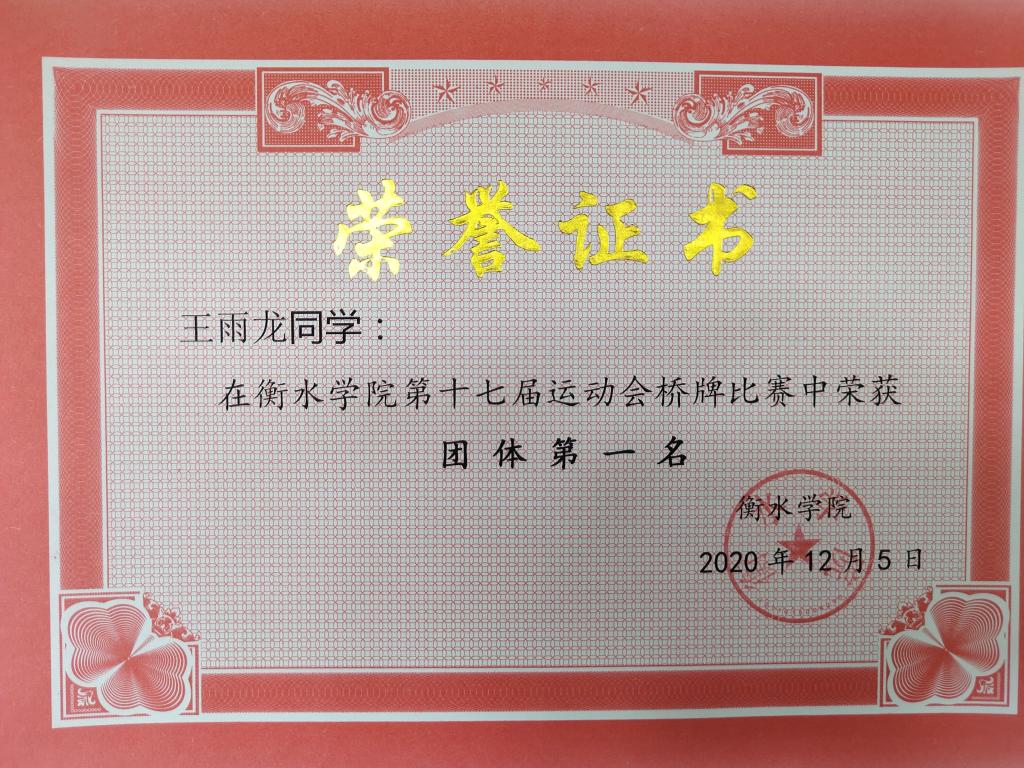 荣誉证书
王雨龙同学：
在衡水学院第十七届运动会桥牌比赛中荣获
团体第一名
衡水学院
2020年12月5日